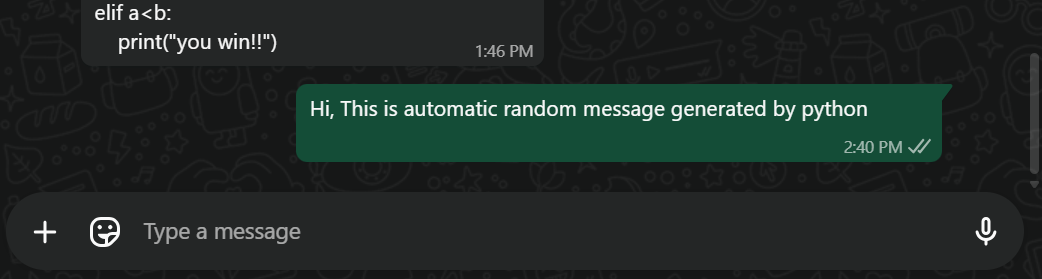 elif a<b:
    print("you win!!")
1:46 PM
Hi, This is automatic random message generated by python
2:40 PM
Type a message